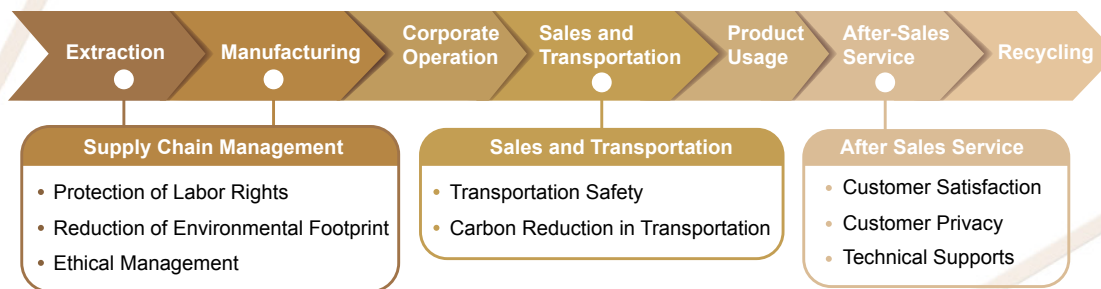 Extraction
Manufacturing
Corporate
Operation
Sales and
Transportation
Product
Usage
After-Sales
Service
Recycling
Supply Chain Management
• Protection of Labor Rights
• Reduction of Environmental Footprint
• Ethical Management
Sales and Transportation
• Transportation Safety
• Carbon Reduction in Transportation
After Sales Service
• Customer Satisfaction
• Customer Privacy
• Technical Supports